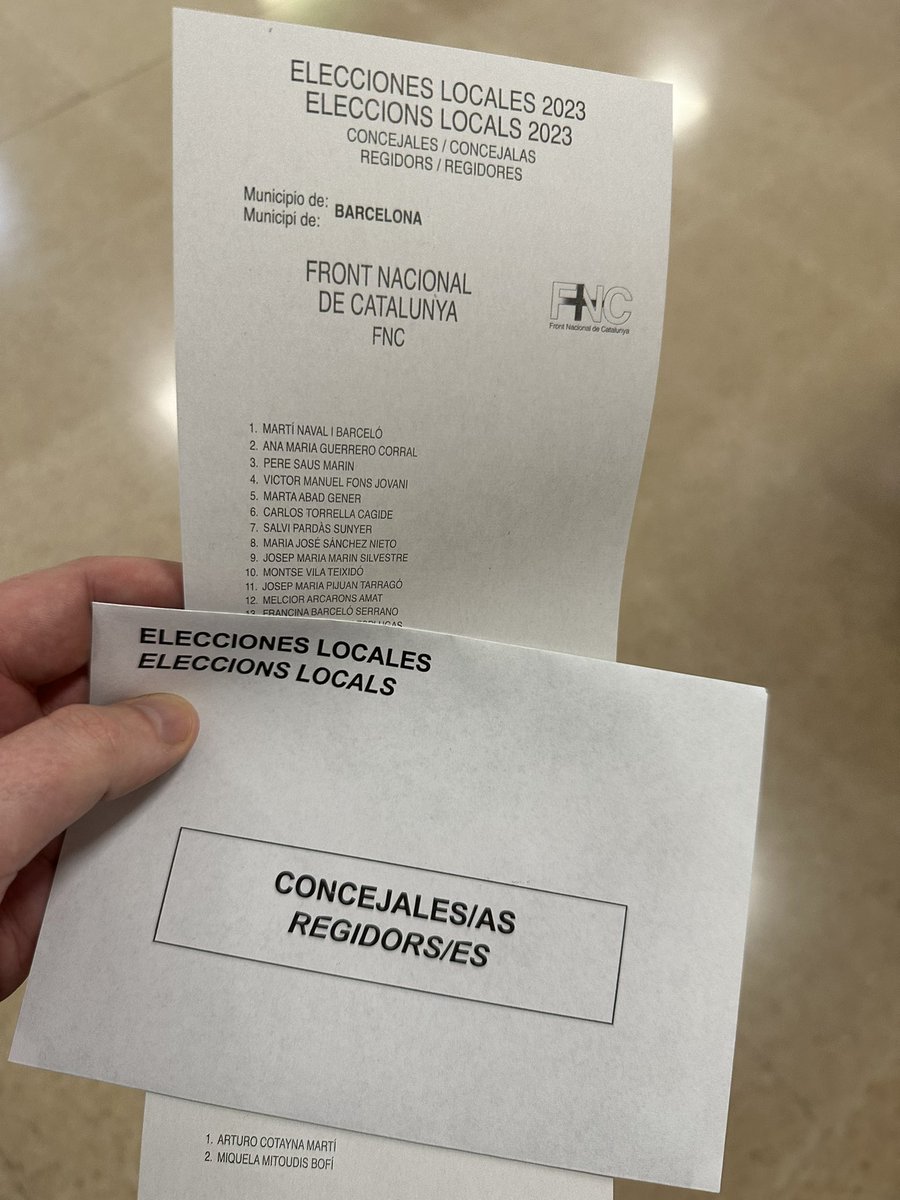 ELECCIONES LOCALES 2023
ELECCIONS LOCALS 2023
CONCEJALES / CONCEJALAS
REGIDORS / REGIDORES
Municipio de:
Municipi de:
BARCELONA
FRONT NACIONAL
DE CATALUNYA
FNC
FNC
Front Nacional de Catalunya
1. MARTÍ NAVAL I BARCELÓ
2. ANA MARIA GUERRERO CORRAL
3. PERE SAUS MARIN
4. VICTOR MANUEL FONS JOVANI
5. MARTA ABAD GENER
6. CARLOS TORRELLA CAGIDE
7. SALVI PARDÀS SUNYER
8. MARIA JOSÉ SÁNCHEZ NIETO
9. JOSEP MARIA MARIN SILVESTRE
10. MONTSE VILA TEIXIDÓ
11. JOSEP MARIA PIJUAN TARRAGÓ
12. MELCIOR ARCARONS AMAT
13. FRANCINA BARCELÓ SERRANO
ELECCIONES LOCALES
ELECCIONS LOCALS
CONCEJALES/AS
REGIDORS/ES
1. ARTURO COTAYNA MARTÍ
2. MIQUELA MITOUDIS BOFÍ